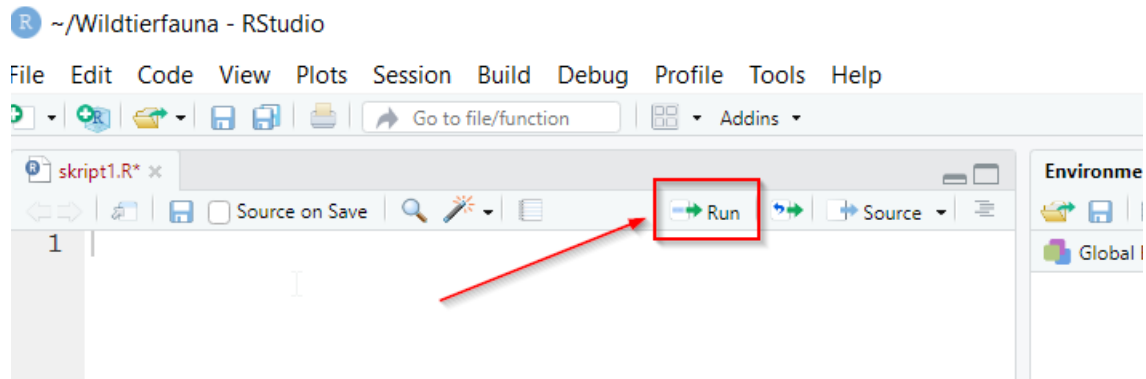 R ~/Wildtierfauna - RStudio
File Edit Code View Plots Session Build Debug Profile Tools Help
Go to file/function Addins
skript1.R* Environme
Source on Save Run Source
1
Global